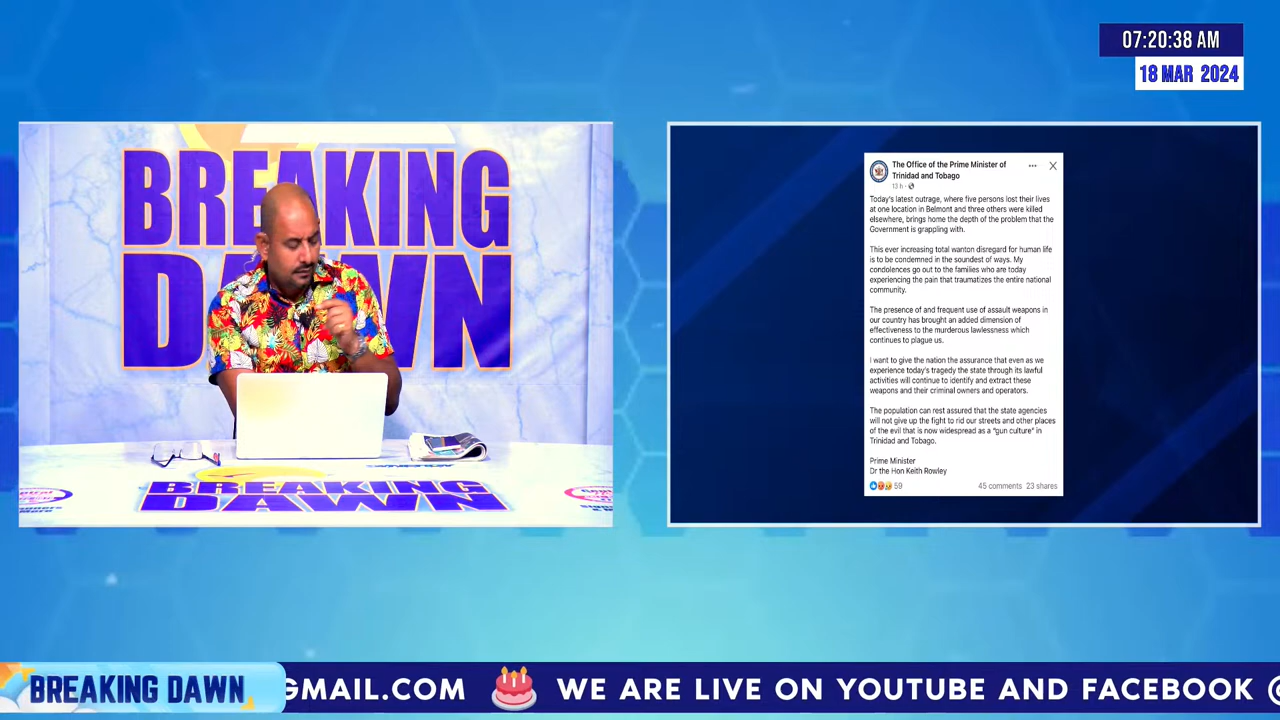 07:20:38 AM
18 MAR 2024
BREAKING
DAWN
BREAKING
DAWN
The Office of the Prime Minister of
Trinidad and Tobago
13 h
Today's latest outrage, where five persons lost their lives
at one location in Belmont and three others were killed
elsewhere, brings home the depth of the problem that the
Government is grappling with.
This ever increasing total wanton disregard for human life
is to be condemned in the soundest of ways. My
condolences go out to the families who are today
experiencing the pain that traumatizes the entire national
community.
The presence of and frequent use of assault weapons in
our country has brought an added dimension of
effectiveness to the murderous lawlessness which
continues to plague us.
I want to give the nation the assurance that even as we
experience today's tragedy the state through its lawful
activities will continue to identify and extract these
weapons and their criminal owners and operators.
The population can rest assured that the state agencies
will not give up the fight to rid our streets and other places
of the evil that is now widespread as a "gun culture" in
Trinidad and Tobago.
Prime Minister
Dr the Hon Keith Rowley
59 45 comments 23 shares
BREAKING DAWN
GMAIL.COM WE ARE LIVE ON YOUTUBE AND FACEBOOK @